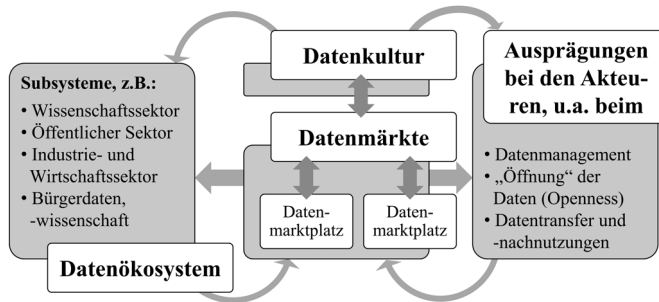 Subsysteme, z.B.:
• Wissenschaftssektor
• Öffentlicher Sektor
• Industrie- und
Wirtschaftssektor
• Bürgerdaten,
-wissenschaft
Datenökosystem
Datenkultur
Datenmärkte
Daten-
marktplatz
Daten-
marktplatz
Ausprägungen
bei den Akteu-
ren, u.a. beim
• Datenmanagement
• „Öffnung“ der
Daten (Openness)
• Datentransfer und
-nachnutzungen